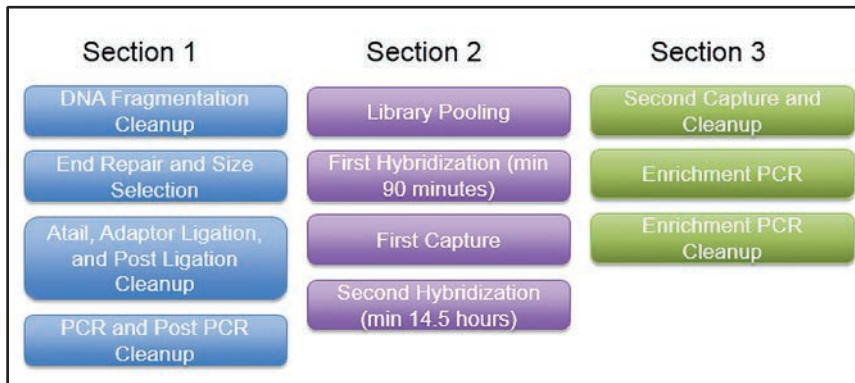 Section 1
DNA Fragmentation
Cleanup
End Repair and Size
Selection
Atail, Adaptor Ligation,
and Post Ligation
Cleanup
PCR and Post PCR
Cleanup
Section 2
Library Pooling
First Hybridization (min
90 minutes)
First Capture
Second Hybridization
(min 14.5 hours)
Section 3
Second Capture and
Cleanup
Enrichment PCR
Enrichment PCR
Cleanup